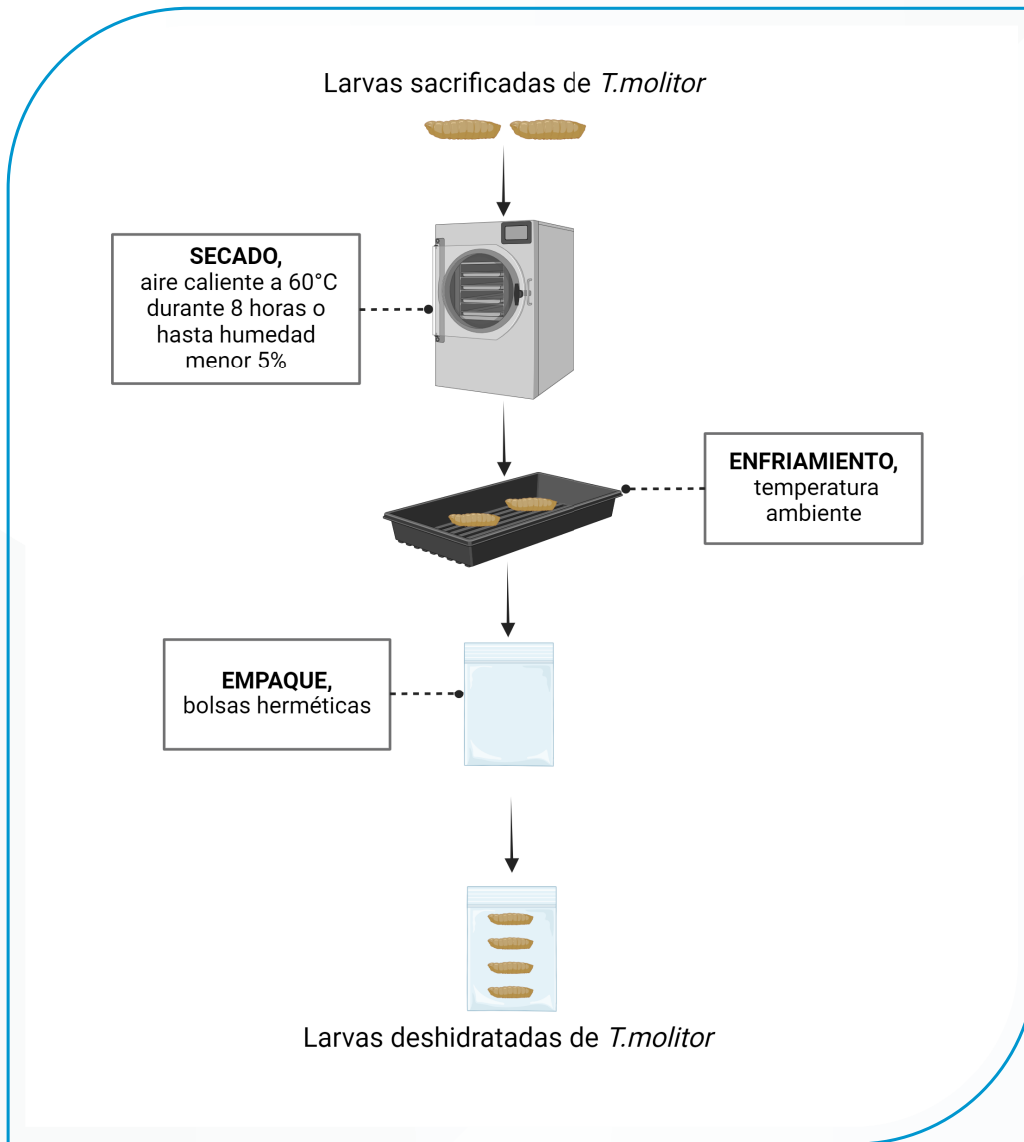 Larvas sacrificadas de T.molitor
SECADO,
aire caliente a 60°C
durante 8 horas o
hasta humedad
menor 5%
ENFRIAMIENTO,
temperatura
ambiente
EMPAQUE,
bolsas herméticas
Larvas deshidratadas de T.molitor